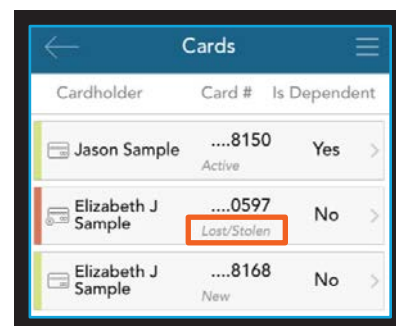 Cards
Cardholder Card # Is Dependent
Jason Sample ....8150 Yes
Active
Elizabeth J
Sample ....0597 No
Lost/Stolen
Elizabeth J
Sample ....8168 No
New